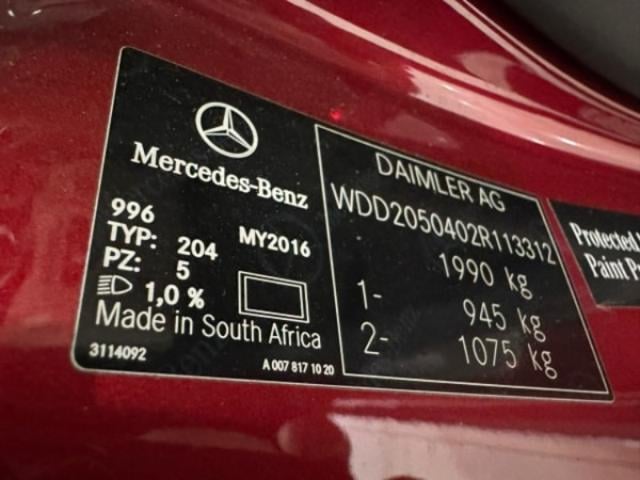 Mercedes-Benz
996
TYP: 204 MY2016
PZ: 5
1,0 %
Made in South Africa
3114092
A 007 817 10 20
DAIMLER AG
WDD2050402R113312
1990 kg
1- 945 kg
2- 1075 kg
Protected
Paint